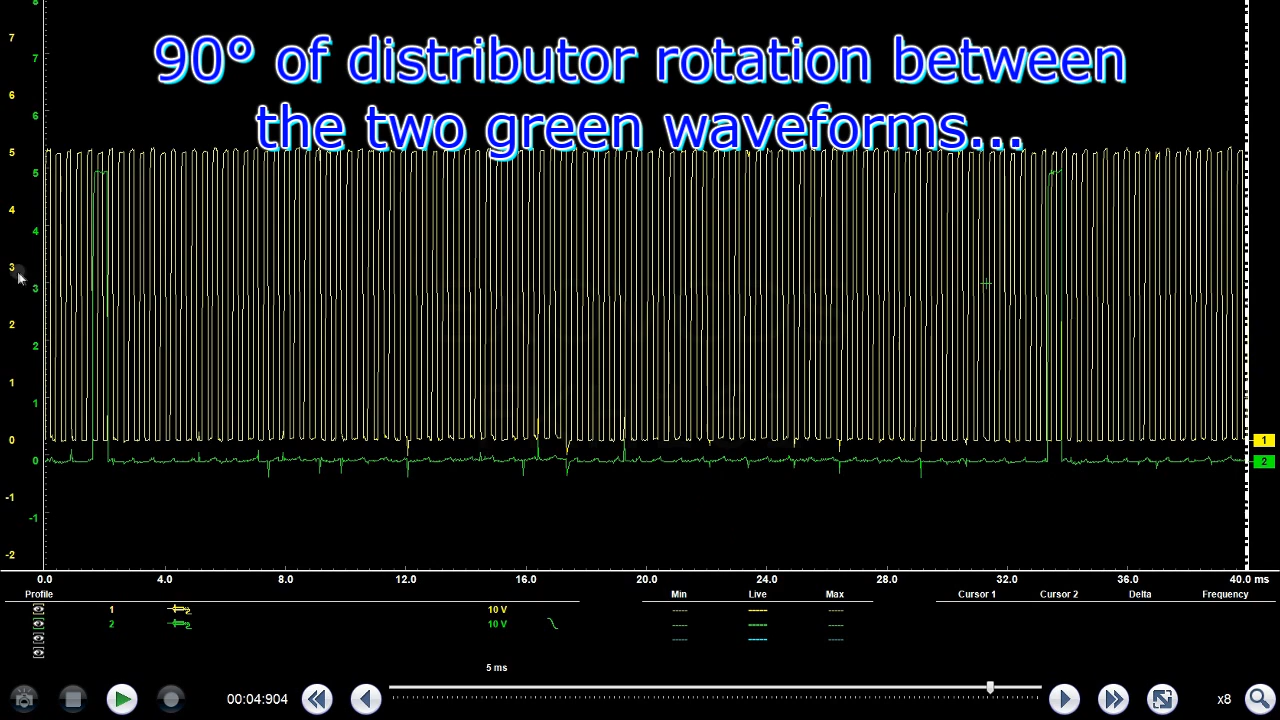 90° of distributor rotation between
the two green waveforms...
8
7
7
6
6
5
5
4
4
3
3
2
2
1
1
0
0
-1
-1
-2
1
2
0.0 4.0 8.0 12.0 16.0 20.0 24.0 28.0 32.0 36.0 40.0 ms
Profile Min Live Max Cursor 1 Cursor 2 Delta Frequency
1 10 V ----- ----- -----
2 10 V ----- ----- -----
----- ----- -----
5 ms
00:04:904 x8